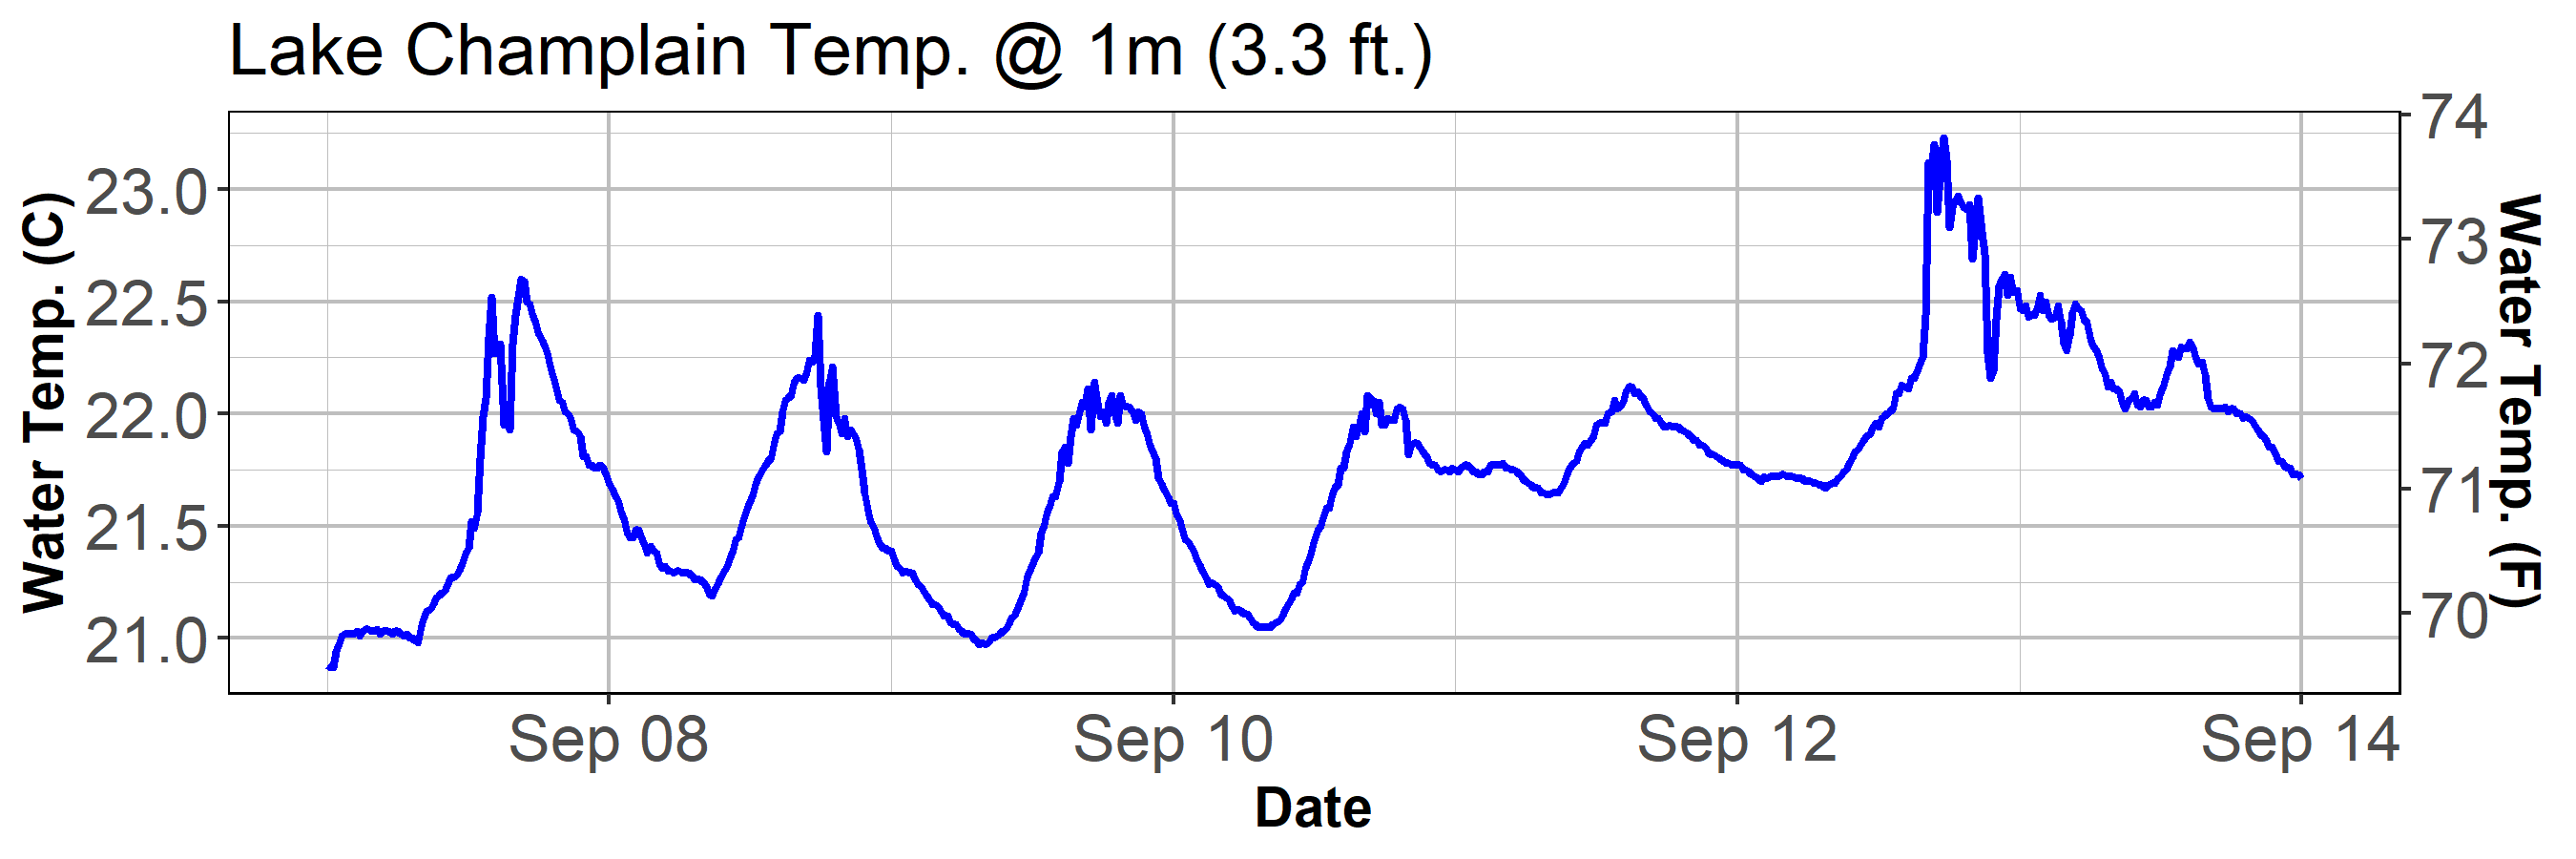 Lake Champlain Temp. @ 1m (3.3 ft.)
Water Temp. (C)
23.0
22.5
22.0
21.5
21.0
74
73
72
71
70
Water Temp. (F)
Sep 08 Sep 10 Sep 12 Sep 14
Date